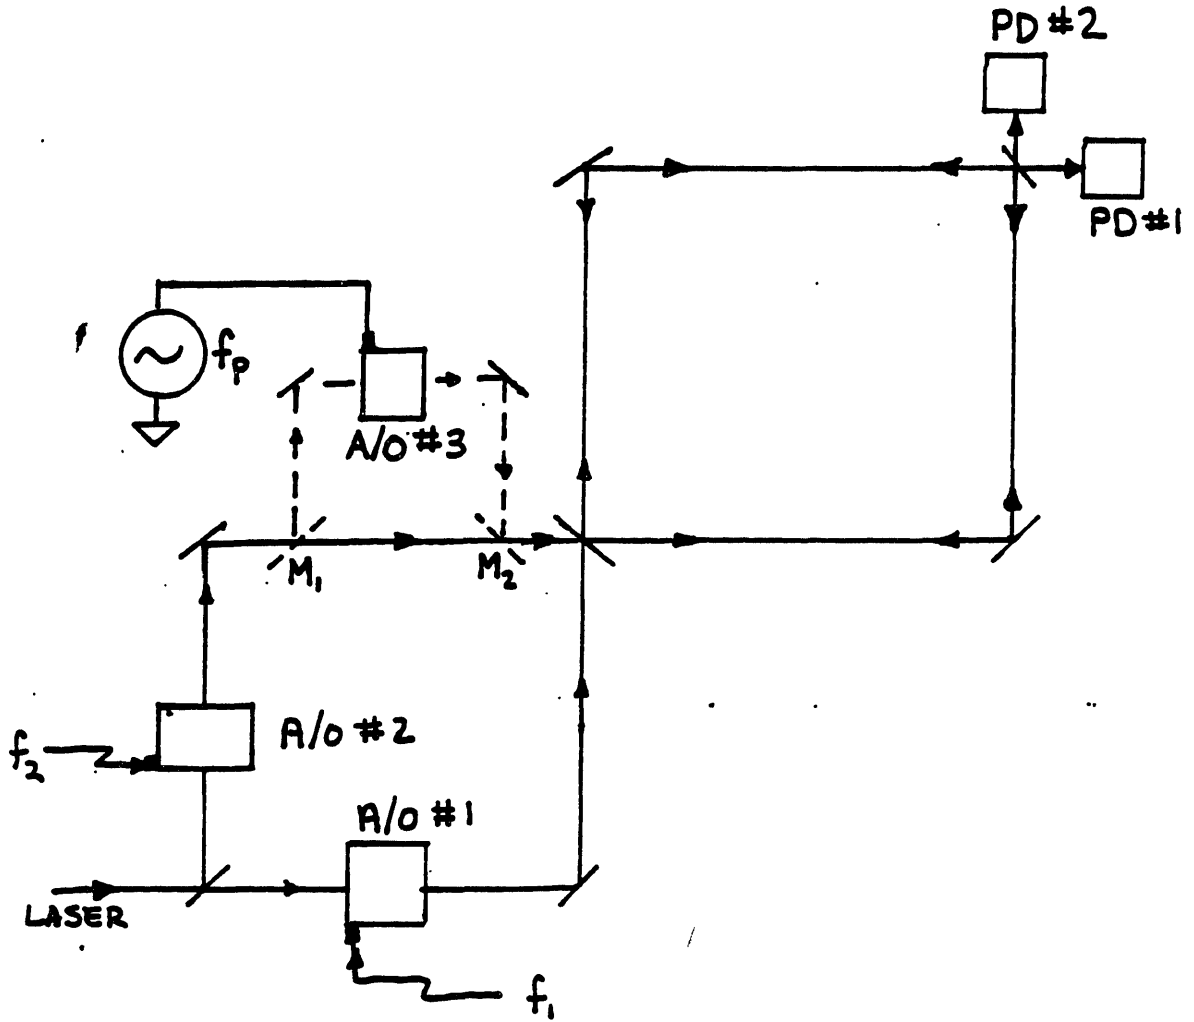 PD #2
PD #1
fp
A/O #3
M1
M2
f2
A/O #2
A/O #1
LASER
f1